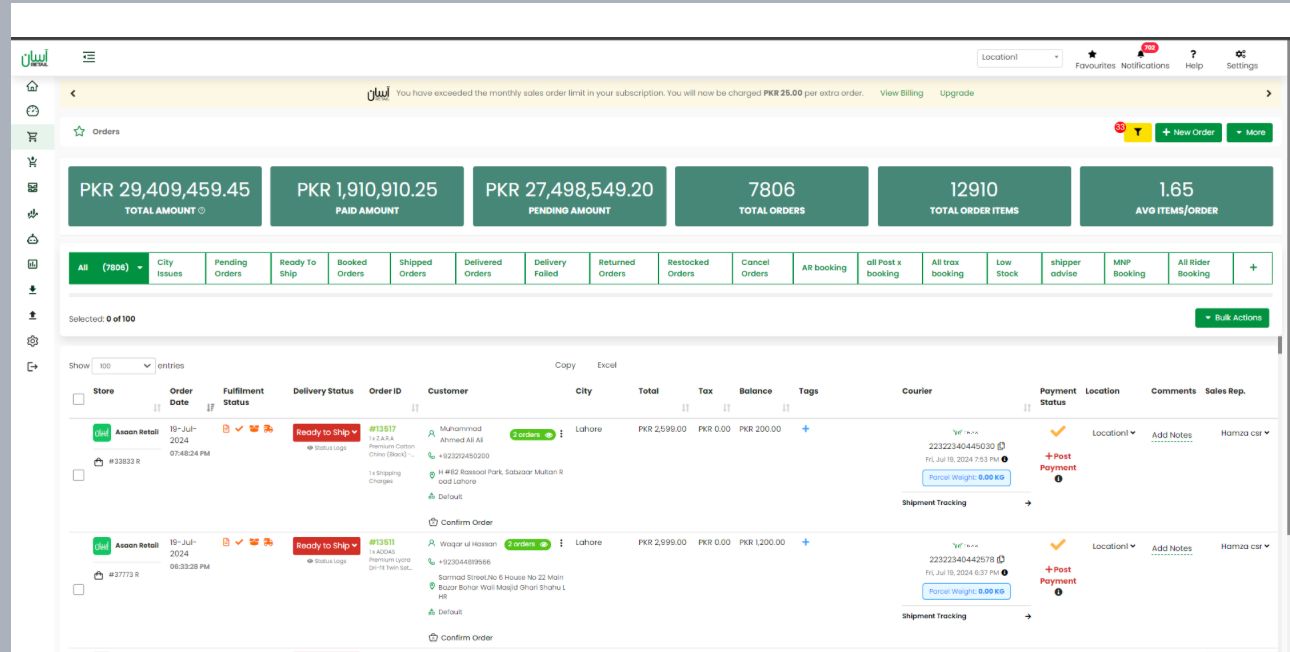 آسان
RETAIL
Location1
702
Favourites Notifications Help Settings
آسان
RETAIL
You have exceeded the monthly sales order limit in your subscription. You will now be charged PKR 25.00 per extra order. View Billing Upgrade
Orders
33
+ New Order
More
PKR 29,409,459.45
TOTAL AMOUNT
PKR 1,910,910.25
PAID AMOUNT
PKR 27,498,549.20
PENDING AMOUNT
7806
TOTAL ORDERS
12910
TOTAL ORDER ITEMS
1.65
AVG ITEMS/ORDER
All (7806)
City
Issues
Pending
Orders
Ready To
Ship
Booked
Orders
Shipped
Orders
Delivered
Orders
Delivery
Failed
Returned
Orders
Restocked
Orders
Cancel
Orders
AR booking
all Post x
booking
All trax
booking
Low
Stock
shipper
advise
MNP
Booking
All Rider
Booking
+
Selected: 0 of 100
Bulk Actions
Show 100 entries
Copy Excel
Store
Order
Date
Fulfilment
Status
Delivery Status
Order ID
Customer
City
Total
Tax
Balance
Tags
Courier
Payment
Status
Location
Comments
Sales Rep.
آسان
Asaan Retail
#33833 R
19-Jul-
2024
07:48:24 PM
Ready to Ship
Status Logs
#13517
1 x Z.A.R.A
Premium Cotton
Chino (Black) -...
1 x Shipping
Charges
Muhammad
Ahmed Ali Ali
2 orders
+923212450200
H #82 Rasool Park, Sabzaar Multan R
oad Lahore
Default
Confirm Order
Lahore
PKR 2,599.00
PKR 0.00
PKR 200.00
+
22322340445030
Fri, Jul 19, 2024 7:53 PM
Parcel Weight: 0.00 KG
Shipment Tracking
+Post
Payment
Location1
Add Notes
Hamza csr
آسان
Asaan Retail
#37773 R
19-Jul-
2024
06:33:28 PM
Ready to Ship
Status Logs
#13511
1 x ADDAS
Premium Lycra
Dri-fit Twin Set...
Waqar ul Hassan
2 orders
+923044819566
Sarmad Street,No 6 House No 22 Main
Bazar Bohar Wali Masjid Ghari Shahu L
HR
Default
Confirm Order
Lahore
PKR 2,999.00
PKR 0.00
PKR 1,200.00
+
22322340442578
Fri, Jul 19, 2024 6:37 PM
Parcel Weight: 0.00 KG
Shipment Tracking
+Post
Payment
Location1
Add Notes
Hamza csr